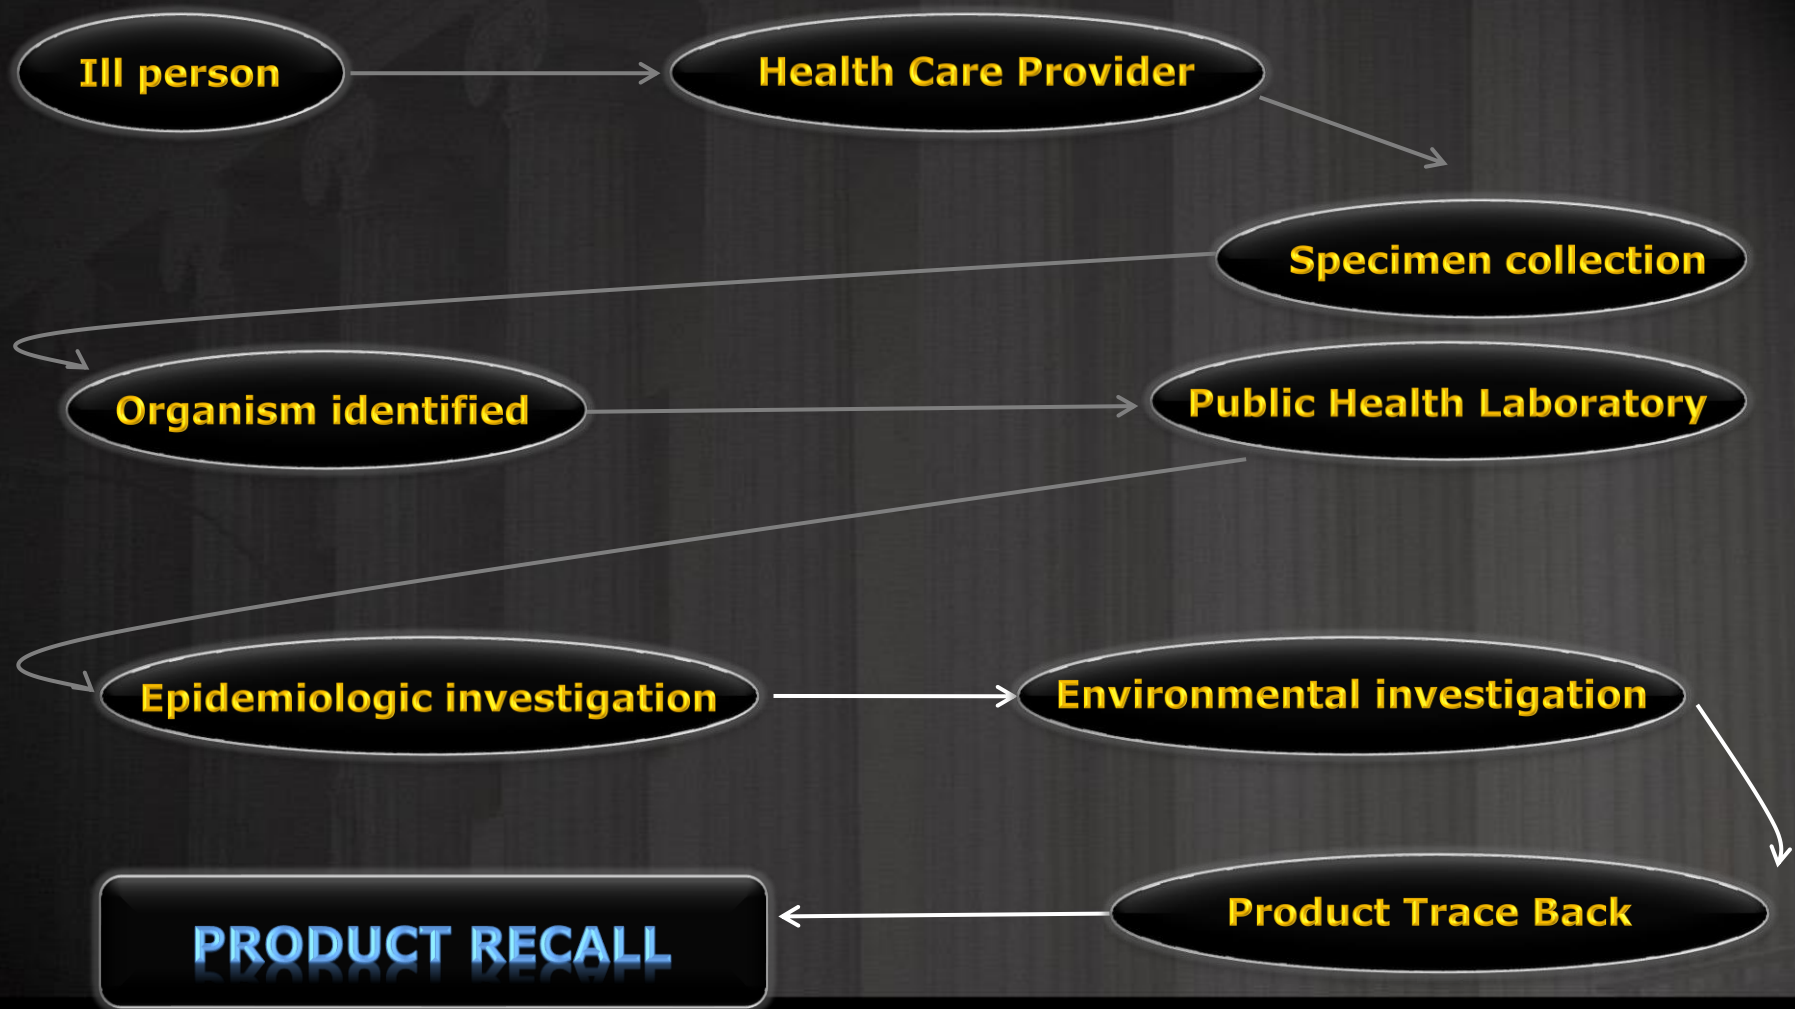 Ill person
Health Care Provider
Specimen collection
Organism identified
Public Health Laboratory
Epidemiologic investigation
Environmental investigation
Product Trace Back
PRODUCT RECALL